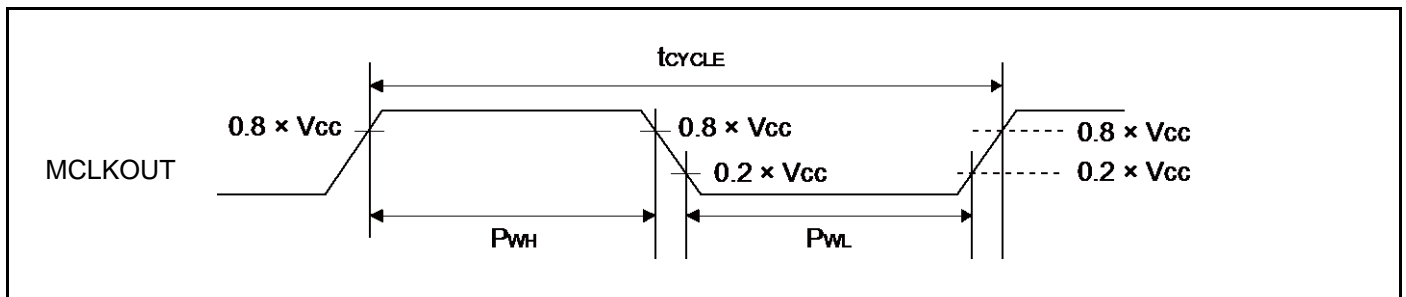 tCYCLE
0.8 × Vcc
0.8 × Vcc
0.8 × Vcc
MCLKOUT
0.2 × Vcc
0.2 × Vcc
PWH
PWL